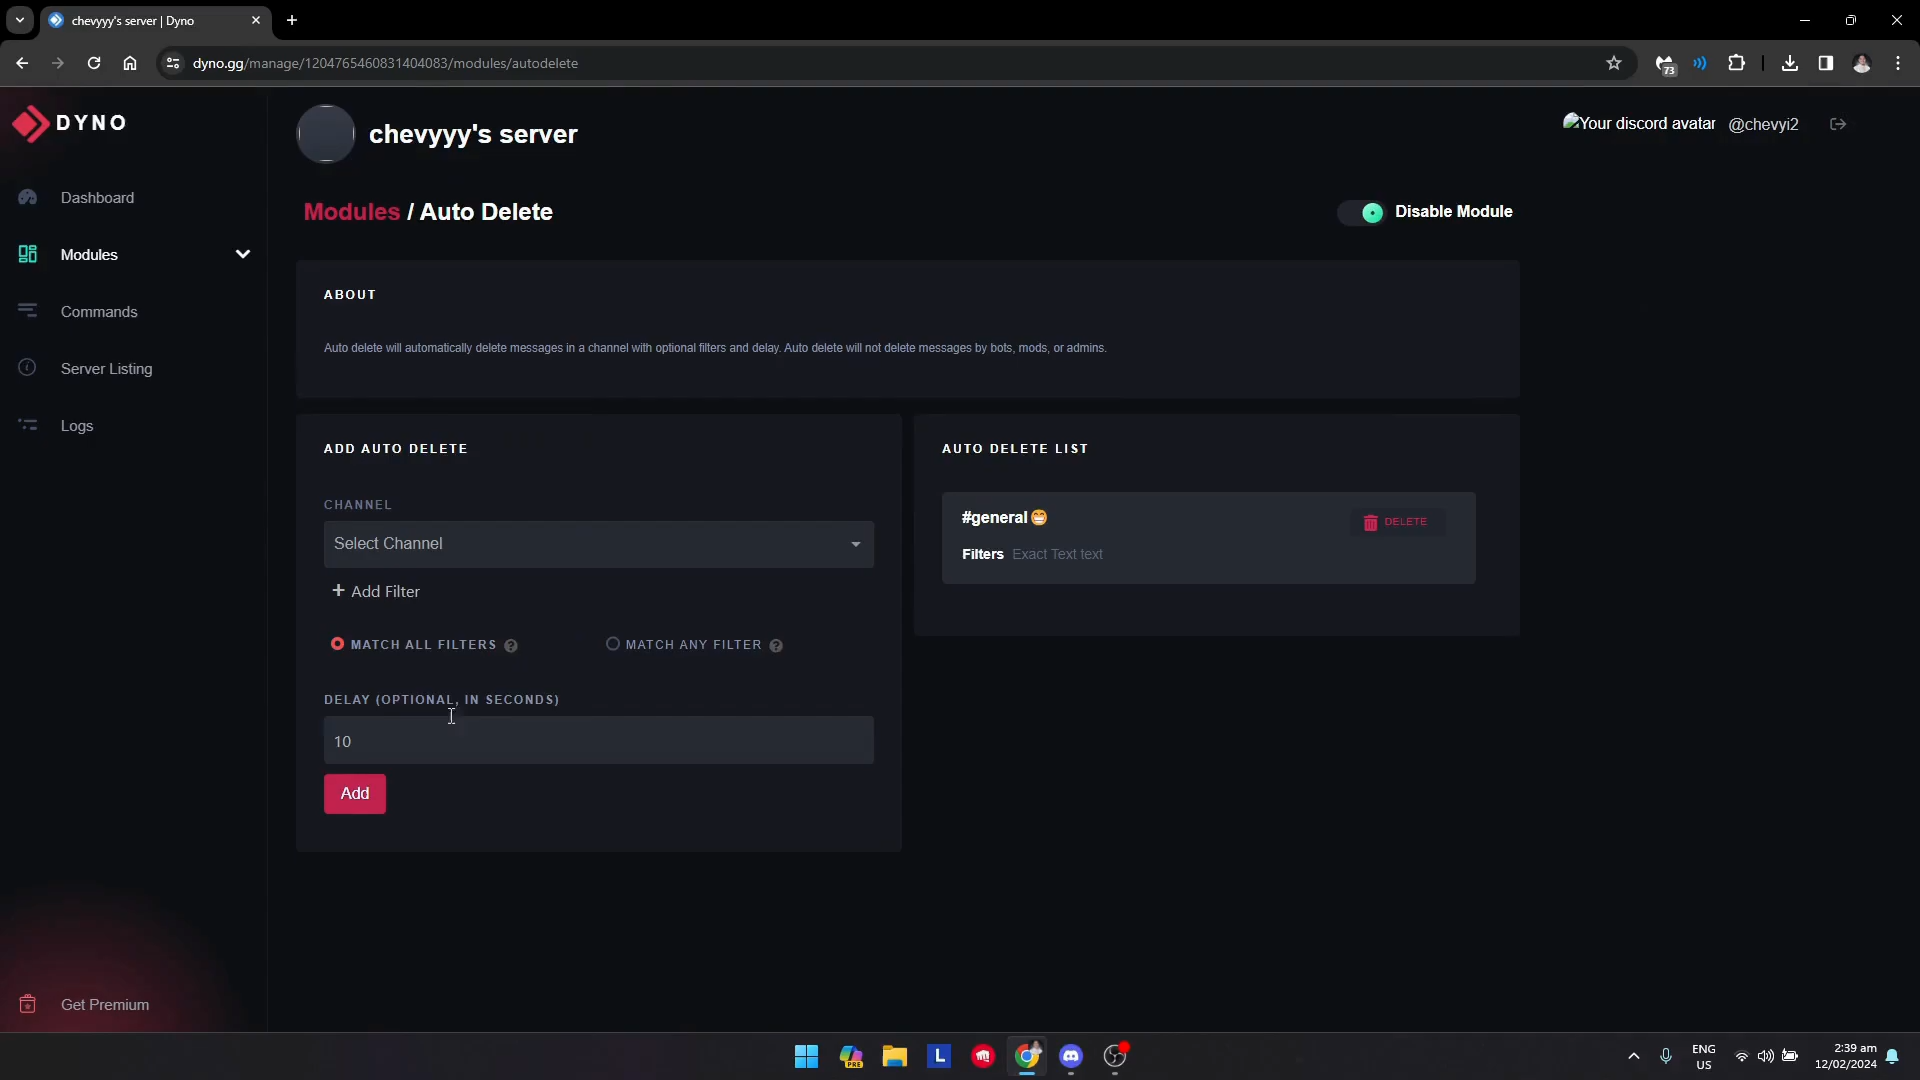 chevyyy's server | Dyno
dyno.gg/manage/1204765460831404083/modules/autodelete
73
DYNO
chevyyy's server
Your discord avatar @chevyi2
Dashboard
Modules
Commands
Server Listing
Logs
Get Premium
Modules / Auto Delete
Disable Module
ABOUT
Auto delete will automatically delete messages in a channel with optional filters and delay. Auto delete will not delete messages by bots, mods, or admins.
ADD AUTO DELETE
CHANNEL
Select Channel
+ Add Filter
MATCH ALL FILTERS ?
MATCH ANY FILTER ?
DELAY (OPTIONAL, IN SECONDS)
10
Add
AUTO DELETE LIST
#general😁
DELETE
Filters Exact Text text
PRE
L
ENG
US
2:39 am
12/02/2024